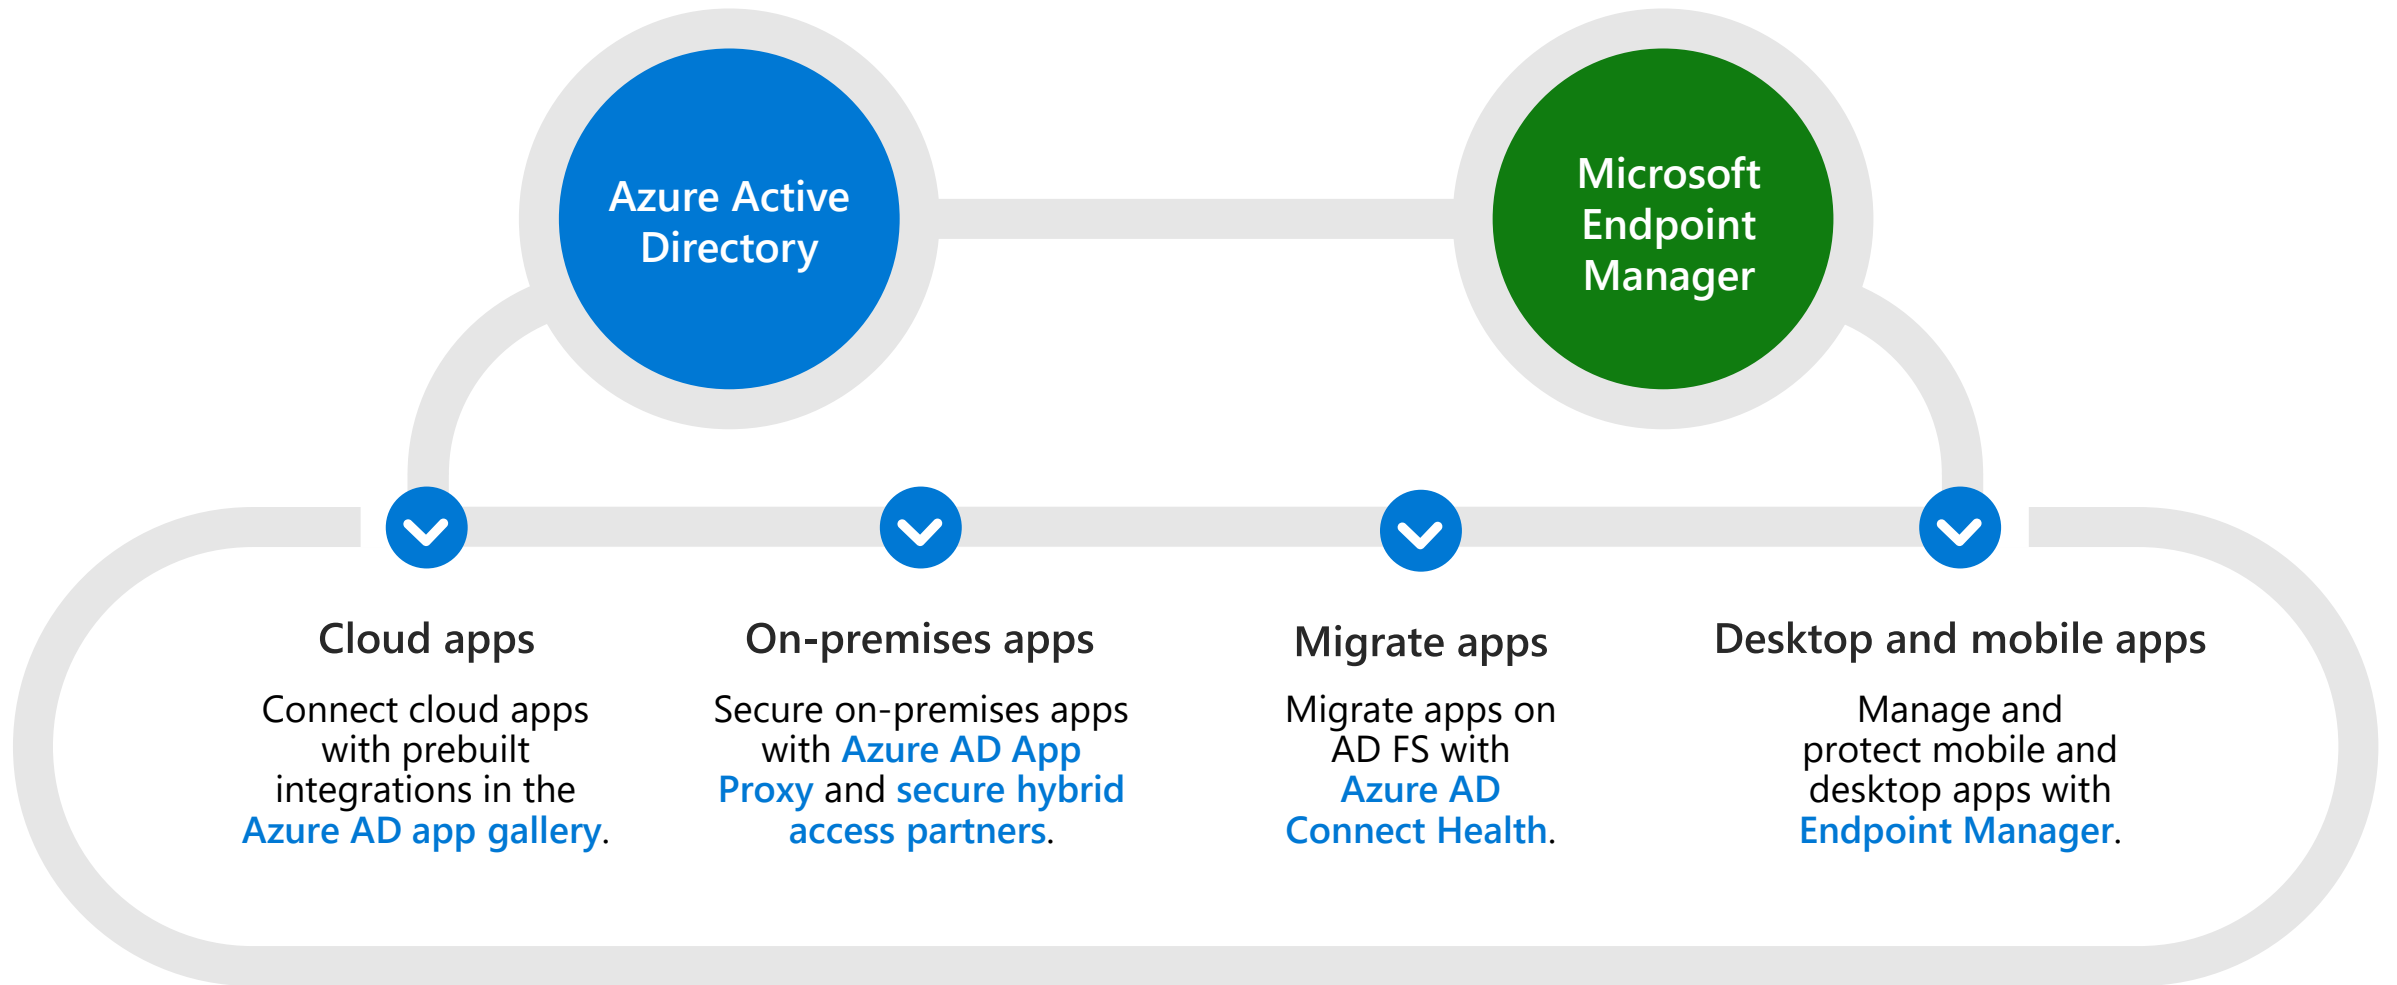 Azure Active
Directory
Microsoft
Endpoint
Manager
Cloud apps
Connect cloud apps
with prebuilt
integrations in the
Azure AD app gallery.
On-premises apps
Secure on-premises apps
with Azure AD App
Proxy and secure hybrid
access partners.
Migrate apps
Migrate apps on
AD FS with
Azure AD
Connect Health.
Desktop and mobile apps
Manage and
protect mobile and
desktop apps with
Endpoint Manager.